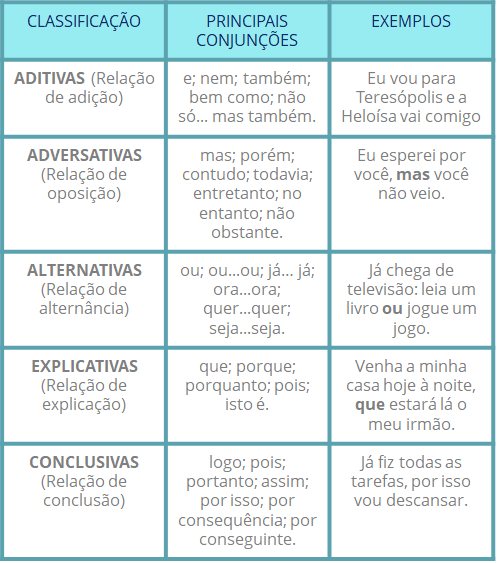 CLASSIFICAÇÃO
PRINCIPAIS
CONJUNÇÕES
EXEMPLOS
ADITIVAS (Relação
de adição)
e; nem; também;
bem como; não
só... mas também.
Eu vou para
Teresópolis e a
Heloísa vai comigo
ADVERSATIVAS
(Relação de
oposição)
mas; porém;
contudo; todavia;
entretanto; no
entanto; não
obstante.
Eu esperei por
você, mas você
não veio.
ALTERNATIVAS
(Relação de
alternância)
ou; ou...ou; já... já;
ora...ora;
quer...quer;
seja...seja.
Já chega de
televisão: leia um
livro ou jogue um
jogo.
EXPLICATIVAS
(Relação de
explicação)
que; porque;
porquanto; pois;
isto é.
Venha a minha
casa hoje à noite,
que estará lá o
meu irmão.
CONCLUSIVAS
(Relação de
conclusão)
logo; pois;
portanto; assim;
por isso; por
consequência; por
conseguinte.
Já fiz todas as
tarefas, por isso
vou descansar.